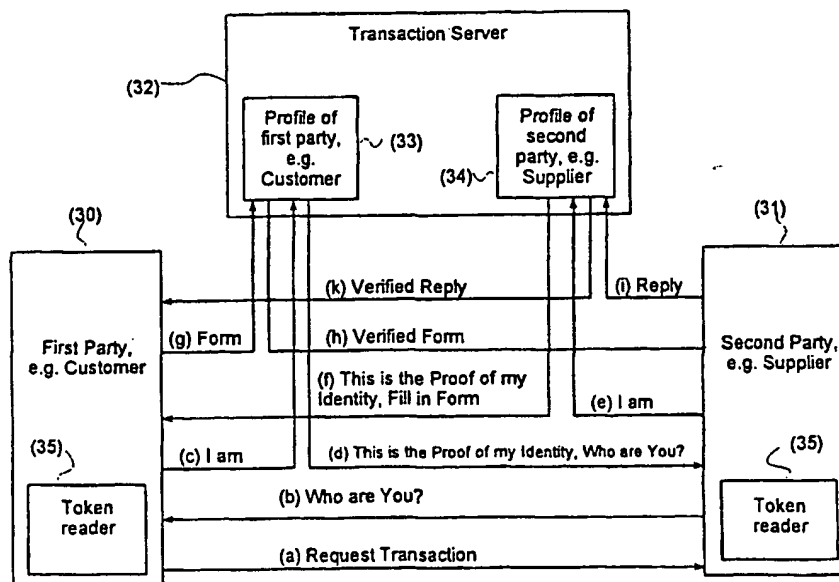 Transaction Server
(32)
Profile of
first party,
e.g.
Customer
(33)
Profile of
second
party, e.g.
Supplier
(34)
(30)
(31)
(k) Verified Reply
(i) Reply
(g) Form
(h) Verified Form
First Party,
e.g. Customer
Second Party,
e.g. Supplier
(f) This is the Proof of my
Identity, Fill in Form
(e) I am
(c) I am
(d) This is the Proof of my Identity, Who are You?
(35)
(35)
Token
reader
(b) Who are You?
Token
reader
(a) Request Transaction